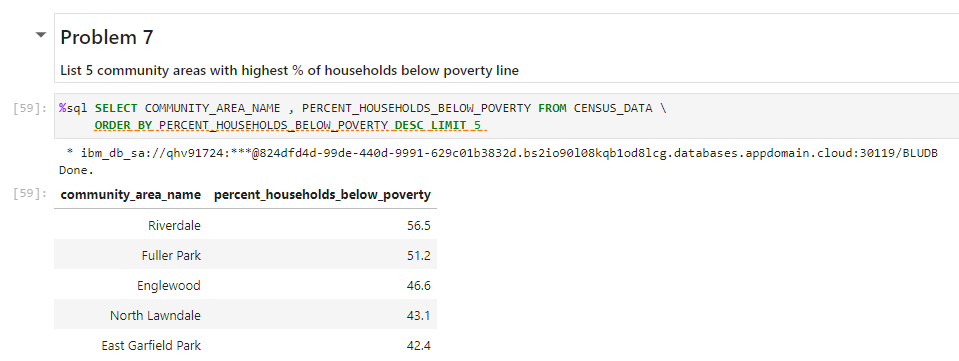 Problem 7
List 5 community areas with highest % of households below poverty line
[59]: %sql SELECT COMMUNITY_AREA_NAME , PERCENT_HOUSEHOLDS_BELOW_POVERTY FROM CENSUS_DATA \
ORDER BY PERCENT_HOUSEHOLDS_BELOW_POVERTY DESC LIMIT 5
* ibm_db_sa://qhv91724:***@824dfd4d-99de-440d-9991-629c01b3832d.bs2io90l08kqb1od8lcg.databases.appdomain.cloud:30119/BLUDB
Done.
[59]: community_area_name percent_households_below_poverty
Riverdale 56.5
Fuller Park 51.2
Englewood 46.6
North Lawndale 43.1
East Garfield Park 42.4